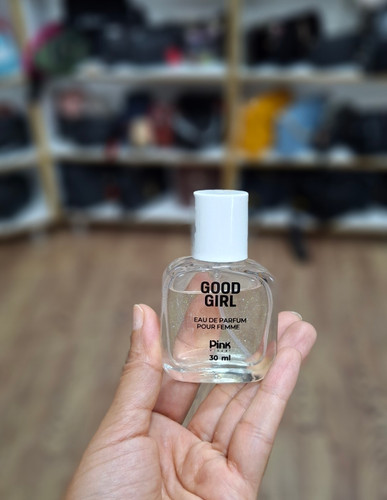 GOOD
GIRL
EAU DE PARFUM
POUR FEMME
Pink
30 ml